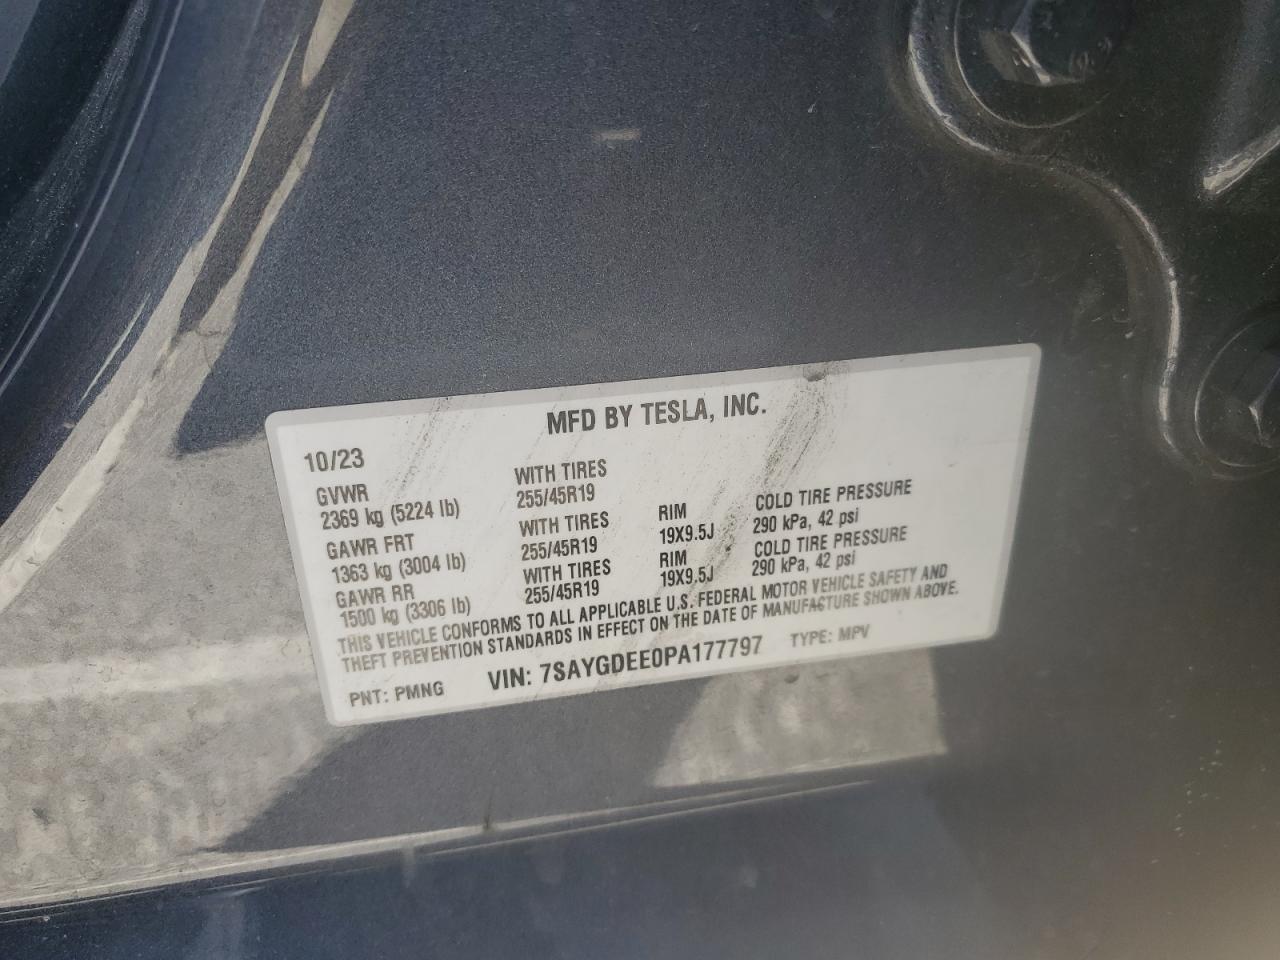 MFD BY TESLA, INC.
10/23
GVWR WITH TIRES
2369 kg (5224 lb) 255/45R19
GAWR FRT WITH TIRES RIM COLD TIRE PRESSURE
1363 kg (3004 lb) 255/45R19 19X9.5J 290 kPa, 42 psi
GAWR RR WITH TIRES RIM COLD TIRE PRESSURE
1500 kg (3306 lb) 255/45R19 19X9.5J 290 kPa, 42 psi
THIS VEHICLE CONFORMS TO ALL APPLICABLE U.S. FEDERAL MOTOR VEHICLE SAFETY AND
THEFT PREVENTION STANDARDS IN EFFECT ON THE DATE OF MANUFACTURE SHOWN ABOVE.
PNT: PMNG VIN: 7SAYGDEE0PA177797 TYPE: MPV